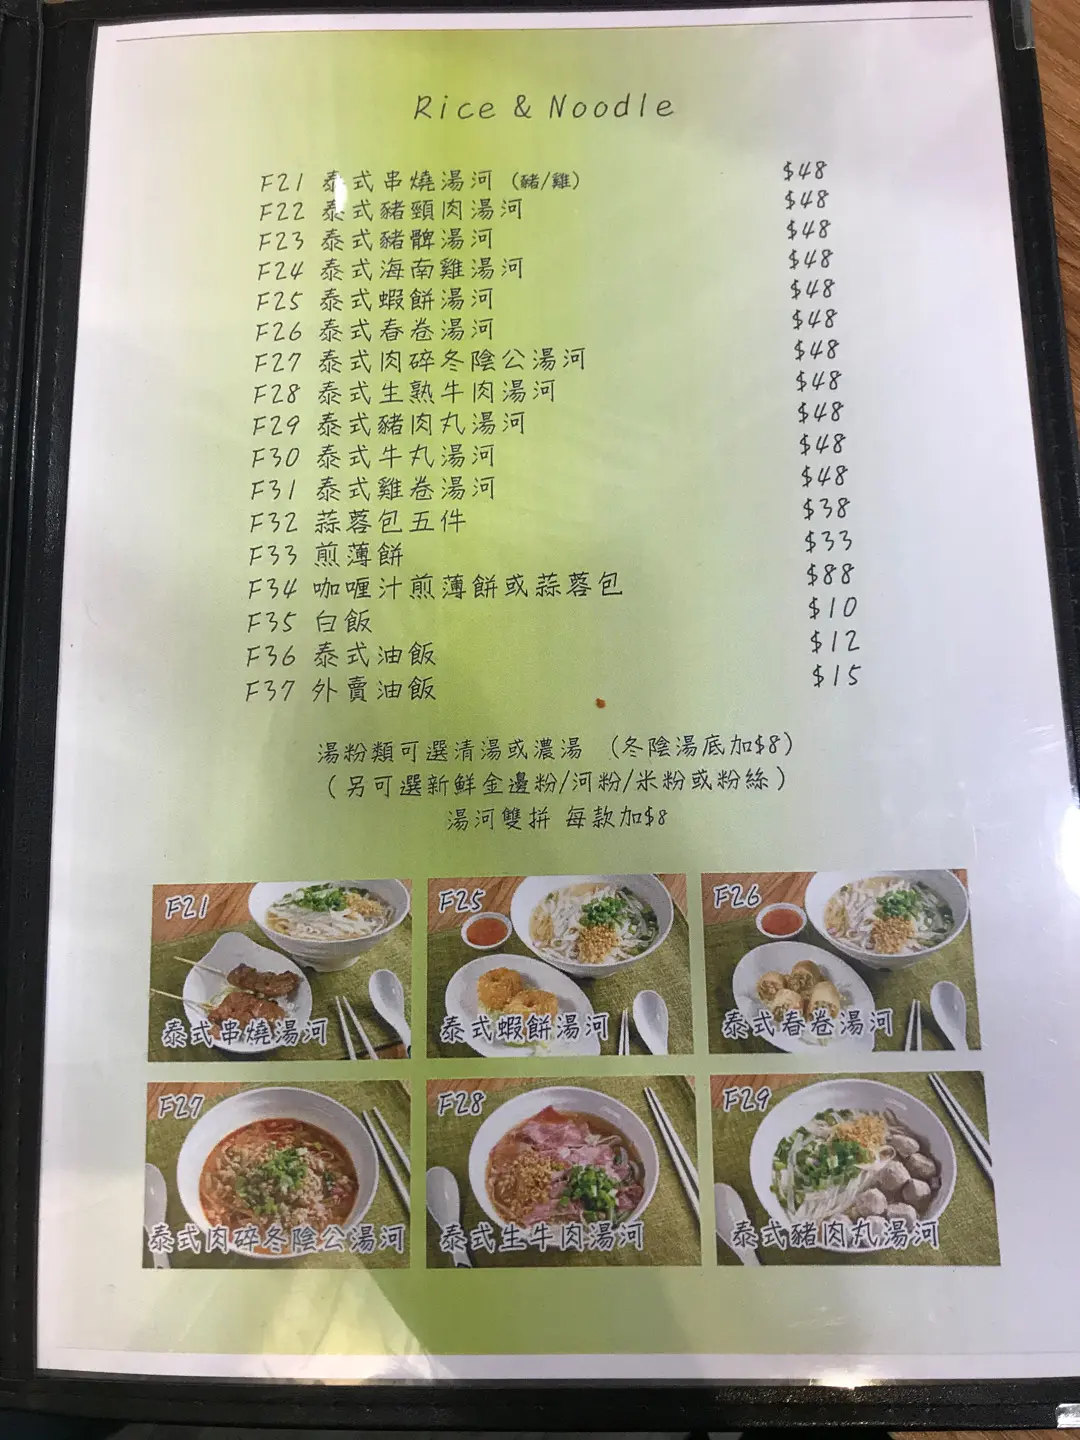 Rice & Noodle
F21 泰式串燒湯河 (豬/雞) $48
F22 泰式豬頸肉湯河 $48
F23 泰式豬髀湯河 $48
F24 泰式海南雞湯河 $48
F25 泰式蝦餅湯河 $48
F26 泰式春卷湯河 $48
F27 泰式肉碎冬陰公湯河 $48
F28 泰式生熟牛肉湯河 $48
F29 泰式豬肉丸湯河 $48
F30 泰式牛丸湯河 $48
F31 泰式雞卷湯河 $48
F32 蒜蓉包五件 $38
F33 煎薄餅 $33
F34 咖喱汁煎薄餅或蒜蓉包 $88
F35 白飯 $10
F36 泰式油飯 $12
F37 外賣油飯 $15
湯粉類可選清湯或濃湯 (冬陰湯底加$8)
(另可選新鮮金邊粉/河粉/米粉或粉絲)
湯河雙拼 每款加$8
F21
泰式串燒湯河
F25
泰式蝦餅湯河
F26
泰式春卷湯河
F27
泰式肉碎冬陰公湯河
F28
泰式生牛肉湯河
F29
泰式豬肉丸湯河